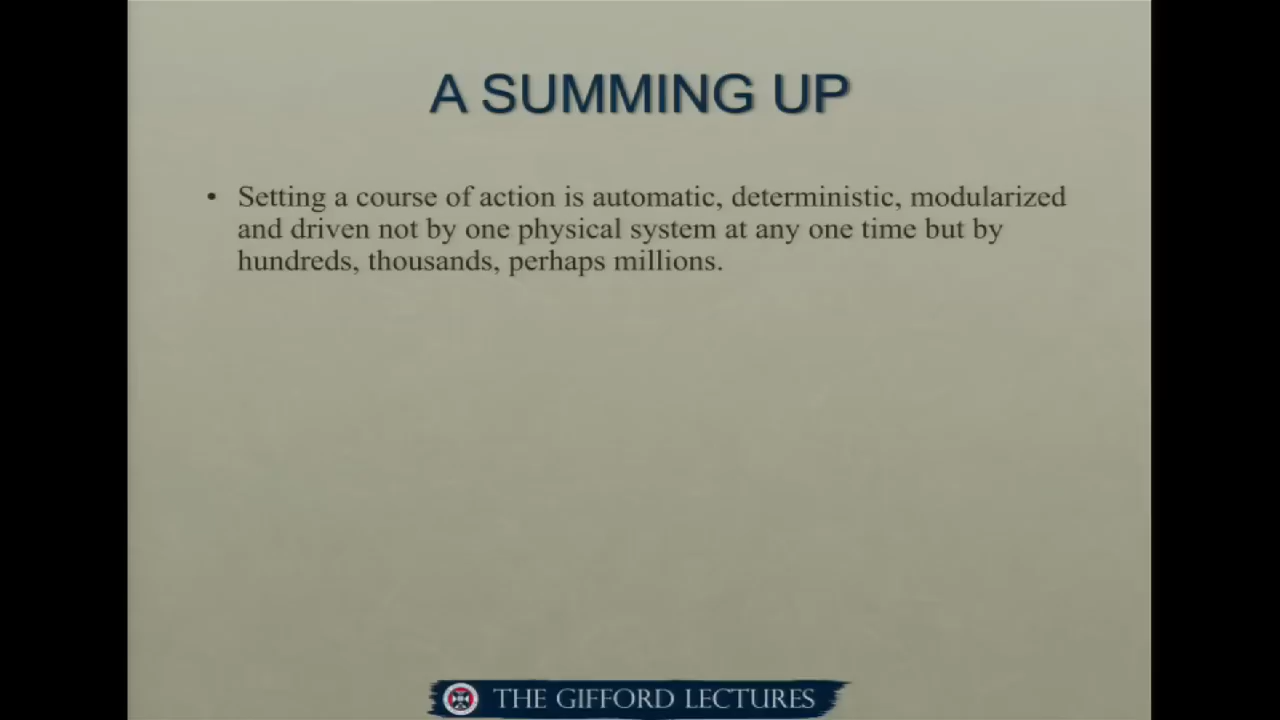 A SUMMING UP
• Setting a course of action is automatic, deterministic, modularized
and driven not by one physical system at any one time but by
hundreds, thousands, perhaps millions.
THE GIFFORD LECTURES